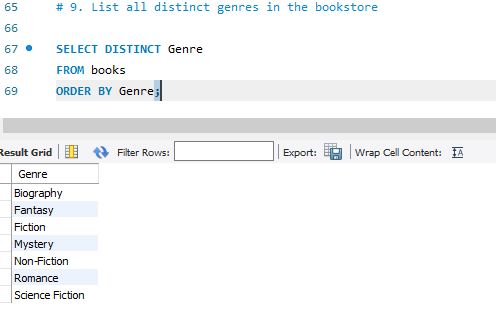 65 # 9. List all distinct genres in the bookstore
66
67 SELECT DISTINCT Genre
68 FROM books
69 ORDER BY Genre;
Result Grid Filter Rows: Export: Wrap Cell Content: IA
Genre
Biography
Fantasy
Fiction
Mystery
Non-Fiction
Romance
Science Fiction